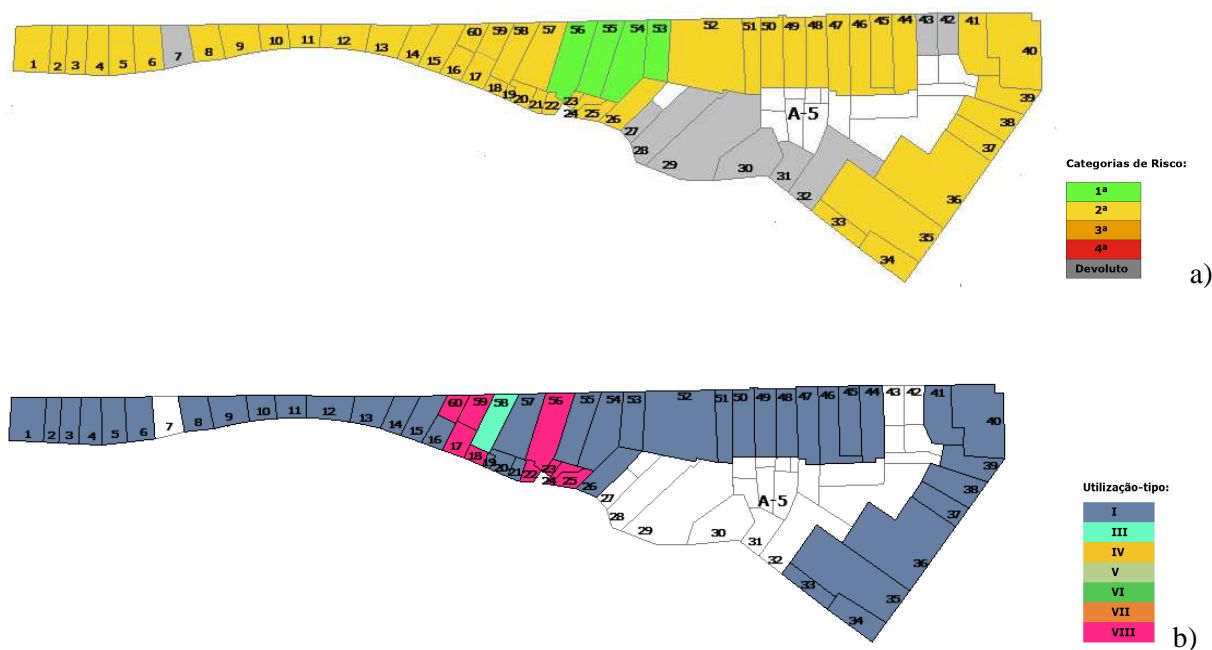 60 59 58 57 56 55 54 53 52 51 50 49 48 47 46 45 44 43 42 41
1 2 3 4 5 6 7 8 9 10 11 12 13 14 15 16 17 18 19 20 21 22 23 24 25 26 27 28 29 30 31 32 33 34 35 36 37 38 39 40
A-5
Categorias de Risco:
1ª
2ª
3ª
4ª
Devoluto
a)
60 59 58 57 56 55 54 53 52 51 50 49 48 47 46 45 44 43 42 41
1 2 3 4 5 6 7 8 9 10 11 12 13 14 15 16 17 18 19 20 21 22 23 24 25 26 27 28 29 30 31 32 33 34 35 36 37 38 39 40
A-5
Utilização-tipo:
I
III
IV
V
VI
VII
VIII
b)